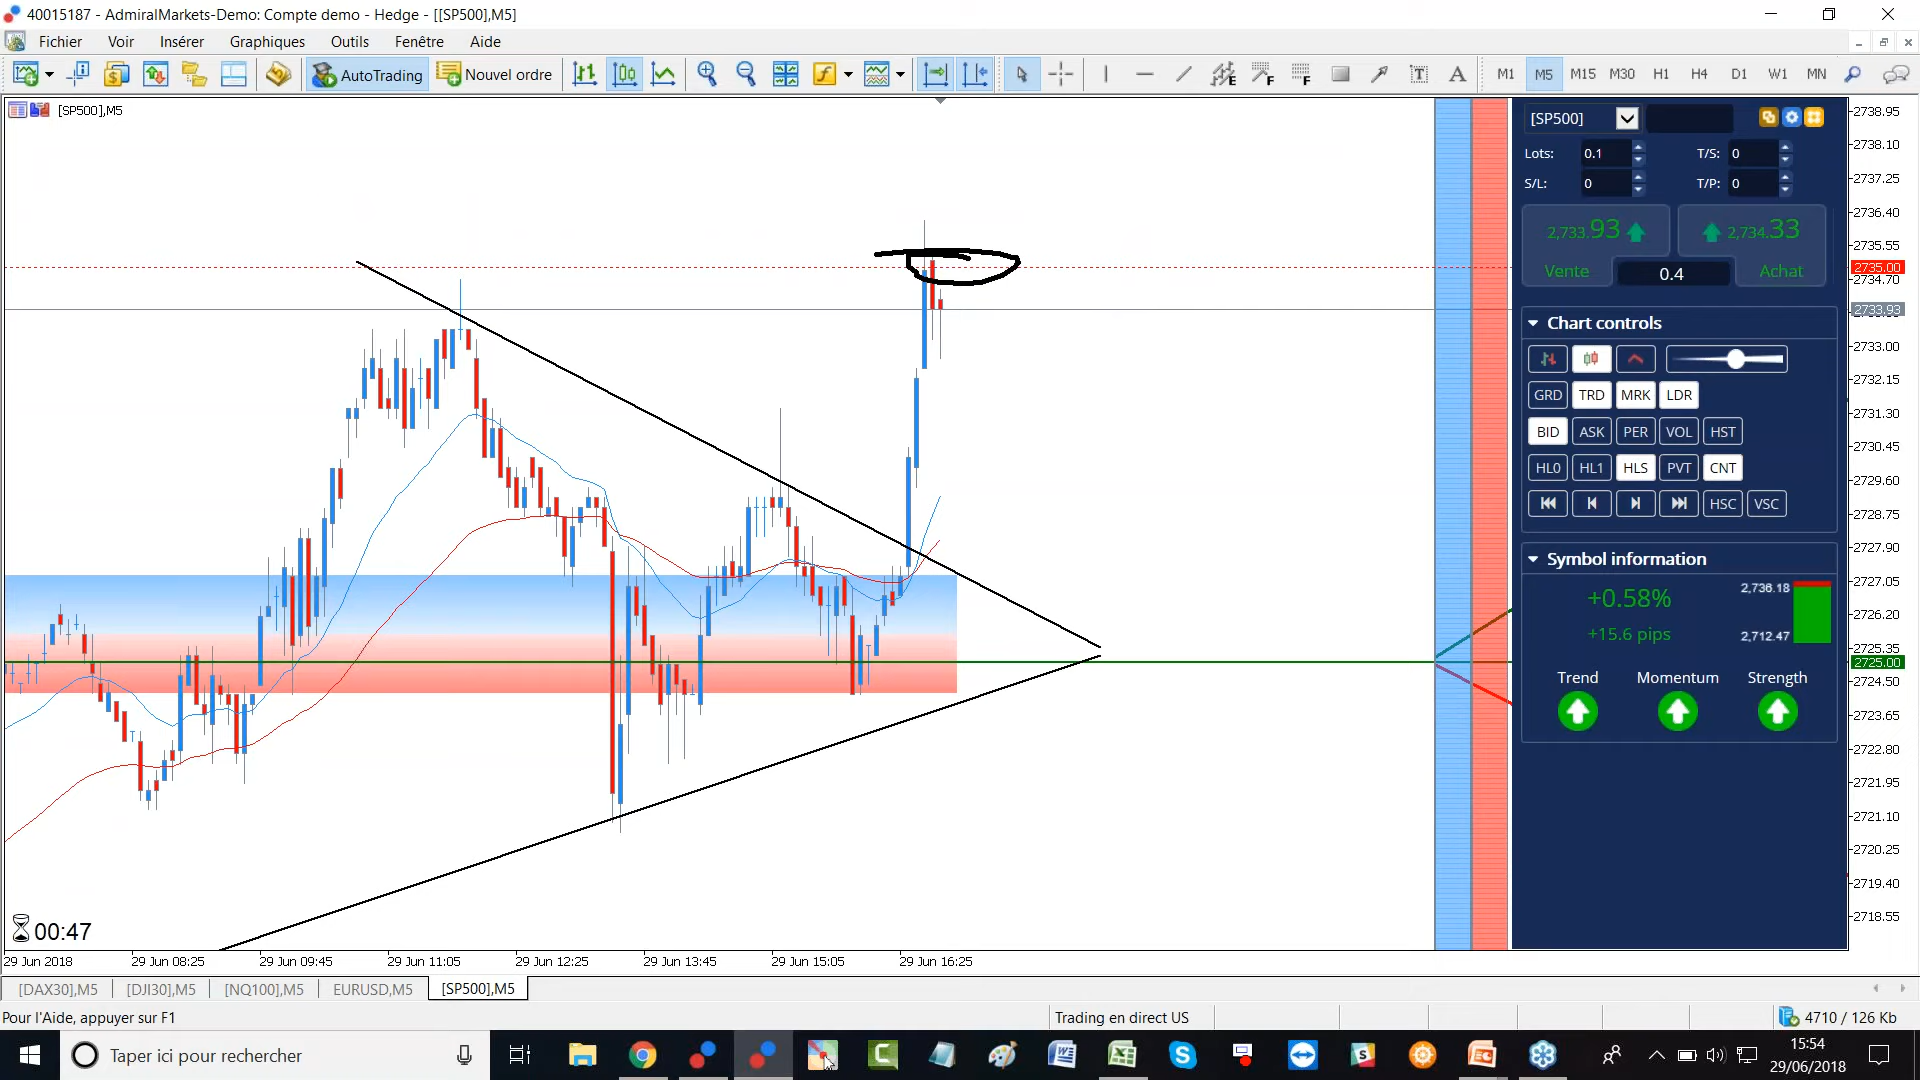 40015187 - AdmiralMarkets-Demo: Compte demo - Hedge - [[SP500],M5]
Fichier Voir Insérer Graphiques Outils Fenêtre Aide
AutoTrading Nouvel ordre E F F T A M1 M5 M15 M30 H1 H4 D1 W1 MN
[SP500],M5
[SP500]
Lots: 0.1 T/S: 0
S/L: 0 T/P: 0
2,733.93 2,734.33
Vente 0.4 Achat
Chart controls
GRD TRD MRK LDR
BID ASK PER VOL HST
HL0 HL1 HLS PVT CNT
HSC VSC
Symbol information
+0.58% 2,736.18
+15.6 pips 2,712.47
Trend Momentum Strength
2738.95
2738.10
2737.25
2736.40
2735.55
2735.00
2734.70
2733.93
2733.00
2732.15
2731.30
2730.45
2729.60
2728.75
2727.90
2727.05
2726.20
2725.35
2725.00
2724.50
2723.65
2722.80
2721.95
2721.10
2720.25
2719.40
2718.55
00:47
29 Jun 2018 29 Jun 08:25 29 Jun 09:45 29 Jun 11:05 29 Jun 12:25 29 Jun 13:45 29 Jun 15:05 29 Jun 16:25
[DAX30],M5 [DJI30],M5 [NQ100],M5 EURUSD,M5 [SP500],M5
Pour l'Aide, appuyer sur F1 Trading en direct US 4710 / 126 Kb
Taper ici pour rechercher 15:54
29/06/2018